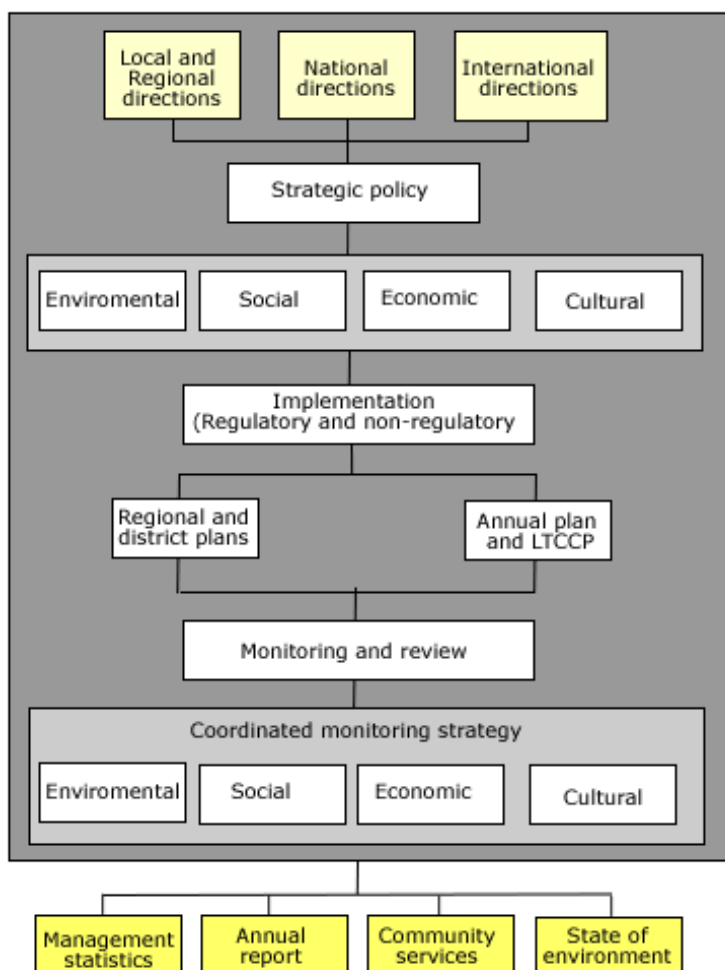 Local and
Regional
directions
National
directions
International
directions
Strategic policy
Enviromental
Social
Economic
Cultural
Implementation
(Regulatory and non-regulatory
Regional and
district plans
Annual plan
and LTCCP
Monitoring and review
Coordinated monitoring strategy
Enviromental
Social
Economic
Cultural
Management
statistics
Annual
report
Community
services
State of
environment